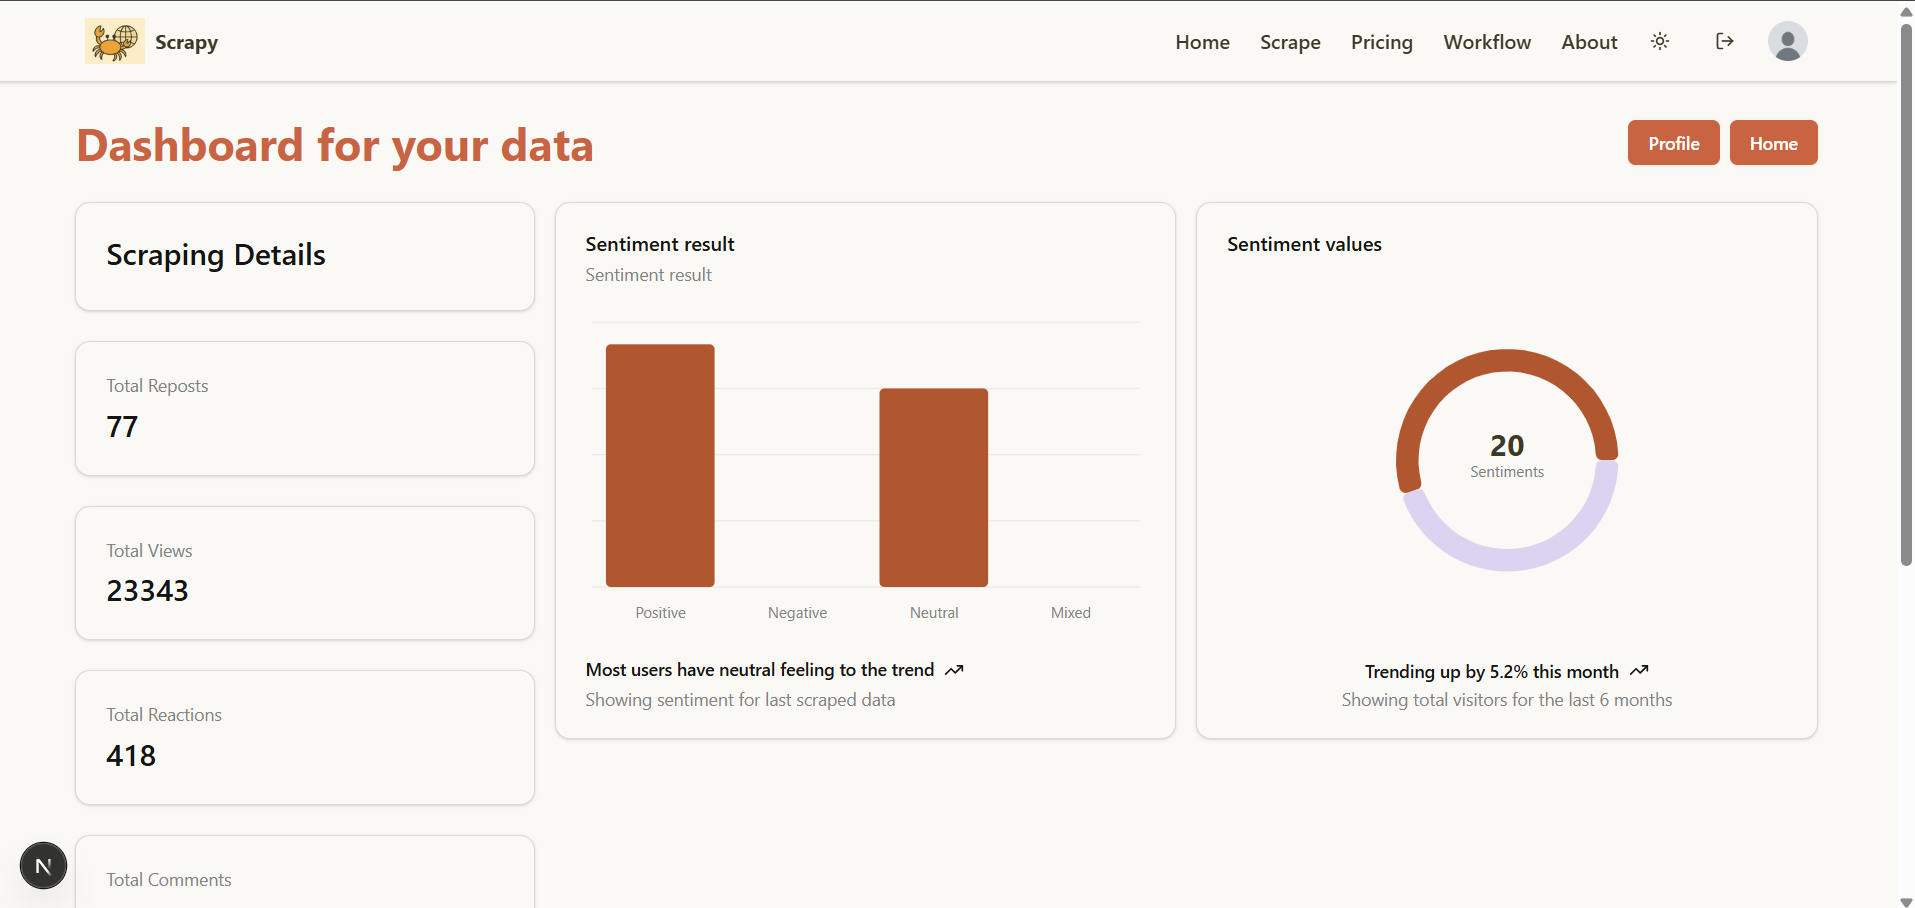 Scrapy
Home
Scrape
Pricing
Workflow
About
Dashboard for your data
Profile
Home
Scraping Details
Total Reposts
77
Total Views
23343
Total Reactions
418
Total Comments
Sentiment result
Sentiment result
Positive
Negative
Neutral
Mixed
Most users have neutral feeling to the trend
Showing sentiment for last scraped data
Sentiment values
20
Sentiments
Trending up by 5.2% this month
Showing total visitors for the last 6 months
N